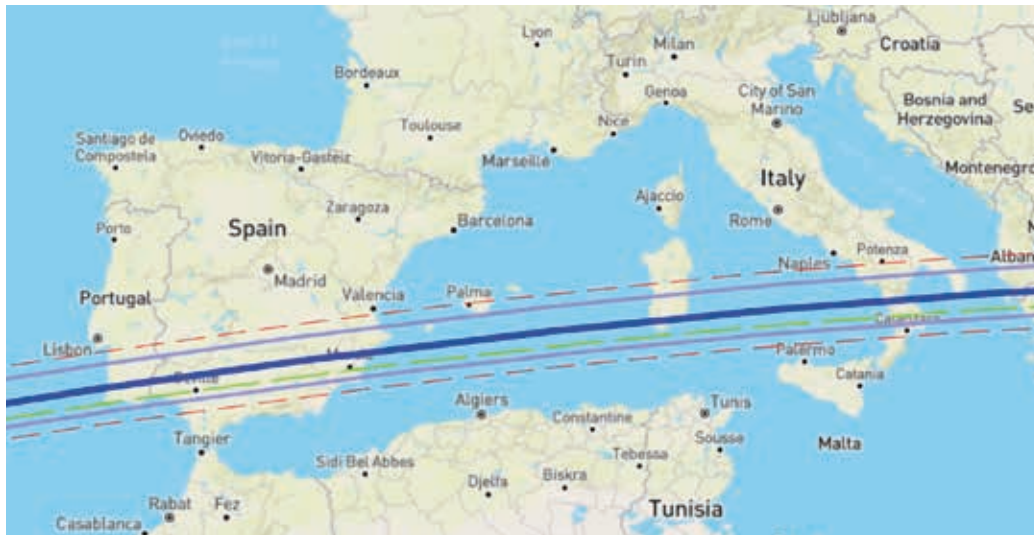 Ljubljana
Lyon
Milan
Croatia
Turin
Bordeaux
Genoa
City of San
Marino
Bosnia and
Herzegovina
Se
Toulouse
Nice
Santiago de
Compostela
Oviedo
Vitoria-Gasteiz
Marseille
Montenegro
Italy
Zaragoza
Ajaccio
Spain
Barcelona
Rome
Porto
Potenza
Naples
Alban
Madrid
Portugal
Valencia
Palma
Lisbon
Palermo
Catania
Algiers
Tunis
Constantine
Tangier
Sousse
Malta
Sidi Bel Abbes
Tebessa
Djelfa
Biskra
Rabat
Fez
Tunisia
Casablanca